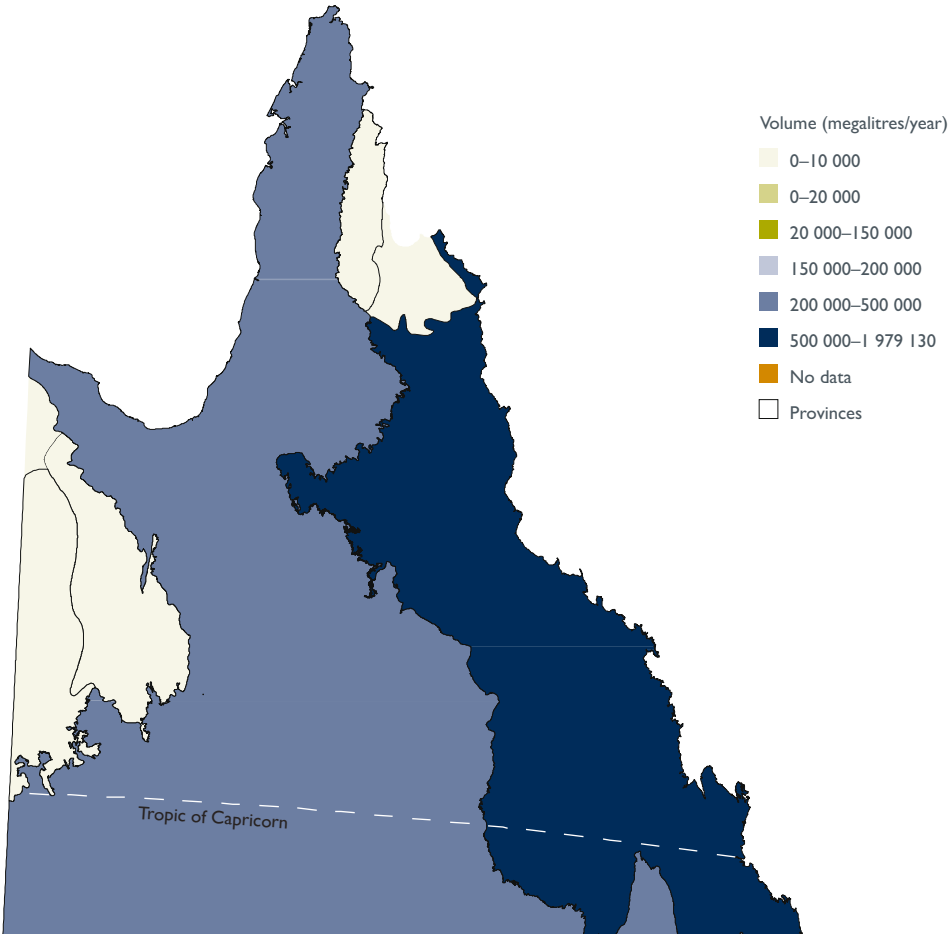 Volume (megalitres/year)
0–10 000
0–20 000
20 000–150 000
150 000–200 000
200 000–500 000
500 000–1 979 130
No data
Provinces
Tropic of Capricorn